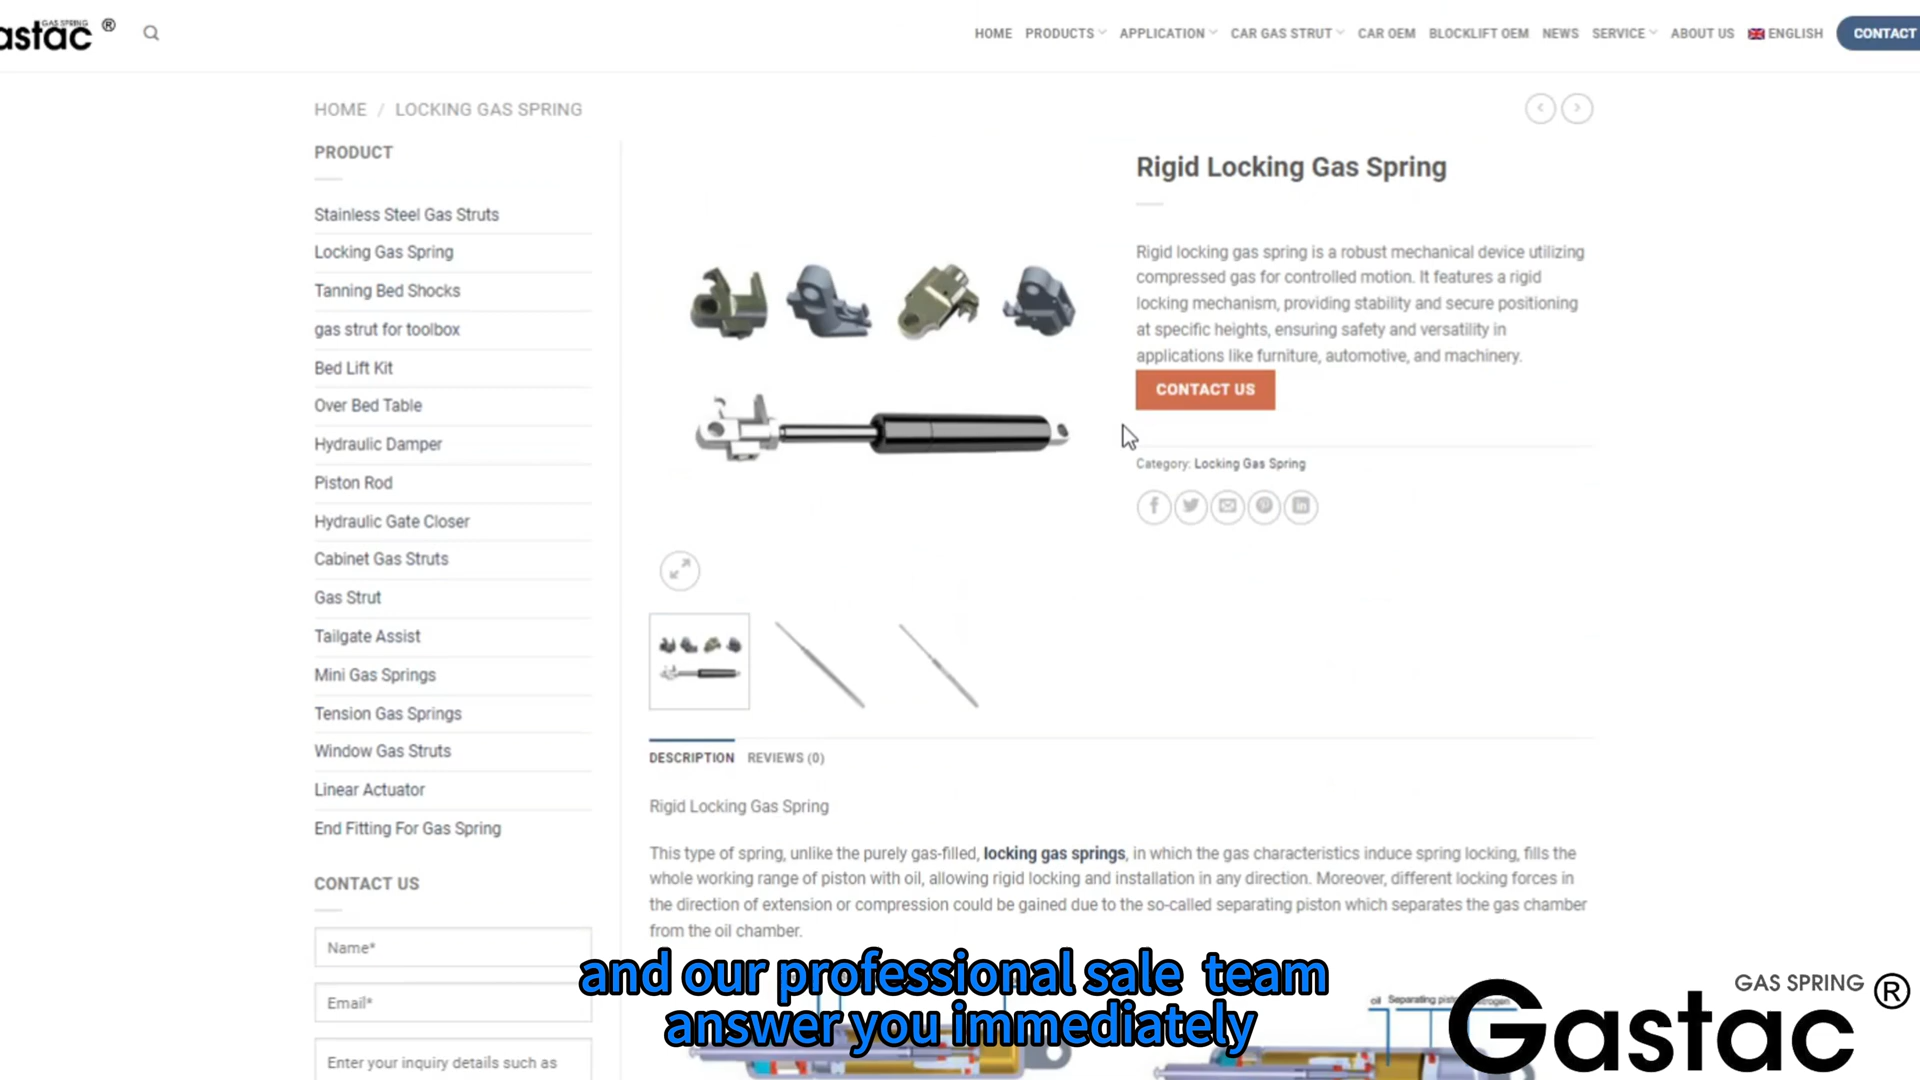 astac
GAS SPRING
®
HOME PRODUCTS APPLICATION CAR GAS STRUT CAR OEM BLOCKLIFT OEM NEWS SERVICE ABOUT US ENGLISH CONTACT
HOME / LOCKING GAS SPRING
PRODUCT
Stainless Steel Gas Struts
Locking Gas Spring
Tanning Bed Shocks
gas strut for toolbox
Bed Lift Kit
Over Bed Table
Hydraulic Damper
Piston Rod
Hydraulic Gate Closer
Cabinet Gas Struts
Gas Strut
Tailgate Assist
Mini Gas Springs
Tension Gas Springs
Window Gas Struts
Linear Actuator
End Fitting For Gas Spring
CONTACT US
Name*
Email*
Enter your inquiry details such as
Rigid Locking Gas Spring
Rigid locking gas spring is a robust mechanical device utilizing
compressed gas for controlled motion. It features a rigid
locking mechanism, providing stability and secure positioning
at specific heights, ensuring safety and versatility in
applications like furniture, automotive, and machinery.
CONTACT US
Category: Locking Gas Spring
DESCRIPTION REVIEWS (0)
Rigid Locking Gas Spring
This type of spring, unlike the purely gas-filled, locking gas springs, in which the gas characteristics induce spring locking, fills the
whole working range of piston with oil, allowing rigid locking and installation in any direction. Moreover, different locking forces in
the direction of extension or compression could be gained due to the so-called separating piston which separates the gas chamber
from the oil chamber.
and our professional sale team
answer you immediately
oil Separating
GAS SPRING ®
Gastac